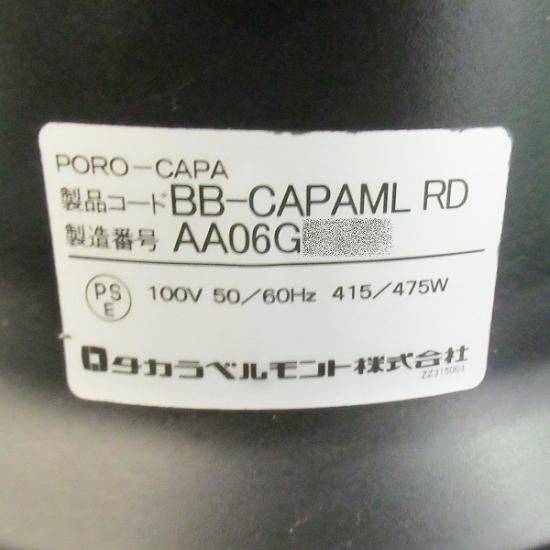 PORO-CAPA
製品コード BB-CAPAML RD
製造番号 AA06G
PS
E
100V 50/60Hz 415/475W
タカラベルモント株式会社
ZZ315003